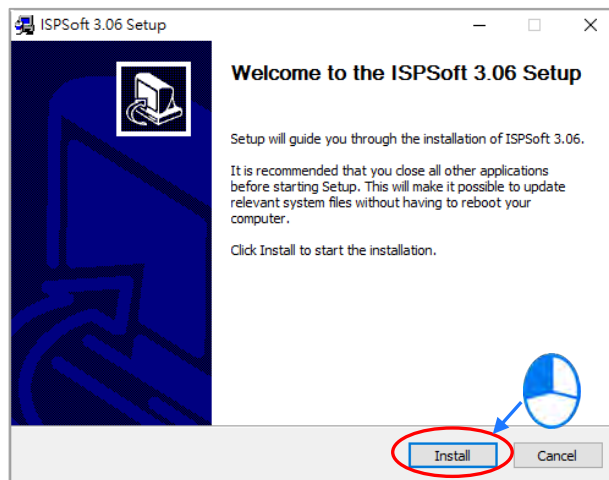 ISPSoft 3.06 Setup
Welcome to the ISPSoft 3.06 Setup
Setup will guide you through the installation of ISPSoft 3.06.
It is recommended that you close all other applications
before starting Setup. This will make it possible to update
relevant system files without having to reboot your
computer.
Click Install to start the installation.
Install
Cancel